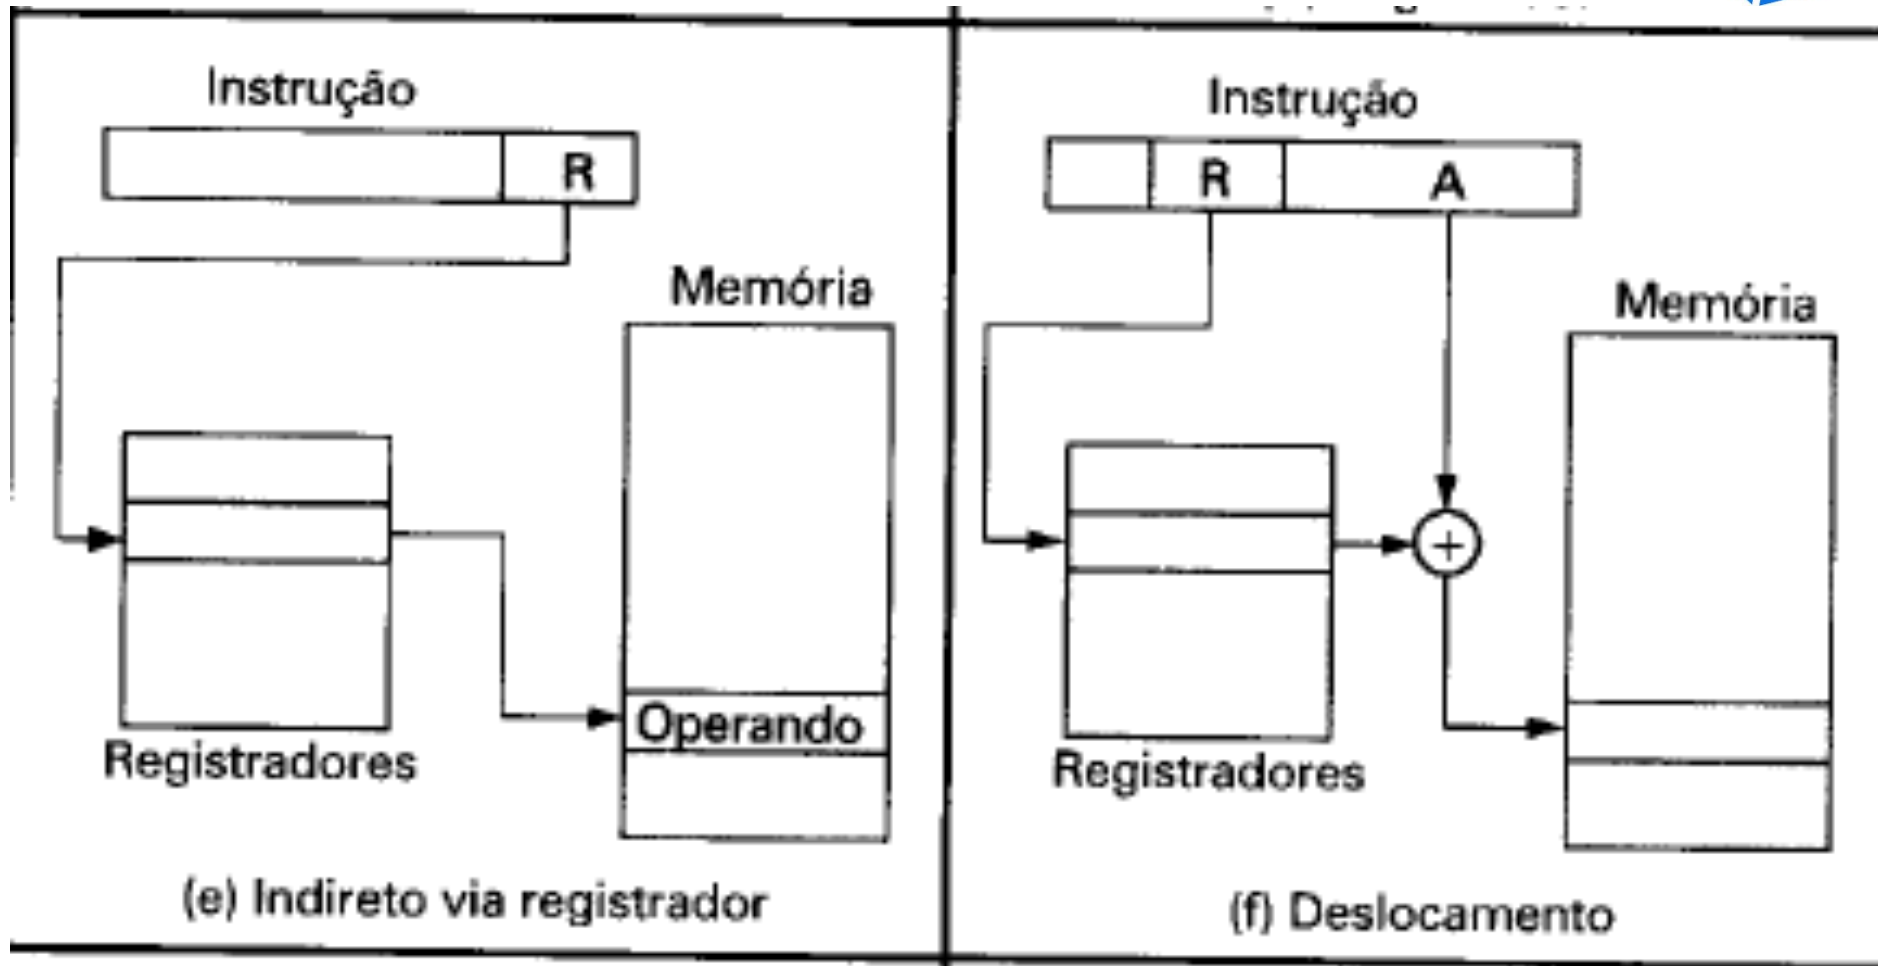 Instrução
R
Memória
Operando
Registradores
(e) Indireto via registrador
Instrução
R A
Memória
+
Registradores
(f) Deslocamento